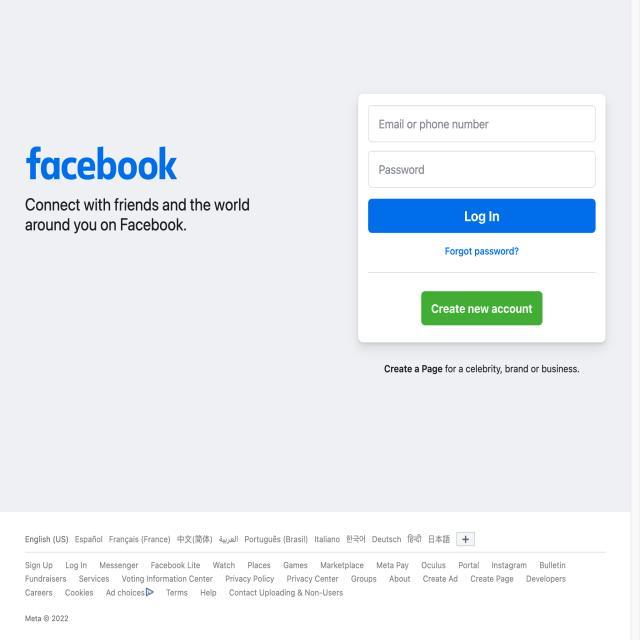 facebook
Connect with friends and the world
around you on Facebook.
Email or phone number
Password
Log In
Forgot password?
Create new account
Create a Page for a celebrity, brand or business.
English (US) Español Français (France) 中文(简体) العربية Português (Brasil) Italiano 한국어 Deutsch हिन्दी 日本語 +
Sign Up Log In Messenger Facebook Lite Watch Places Games Marketplace Meta Pay Oculus Portal Instagram Bulletin
Fundraisers Services Voting Information Center Privacy Policy Privacy Center Groups About Create Ad Create Page Developers
Careers Cookies Ad choices Terms Help Contact Uploading & Non-Users
Meta © 2022